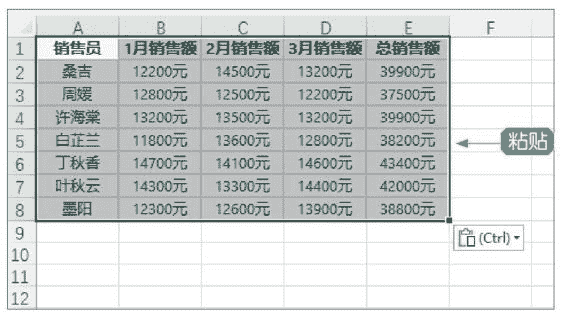 A B C D E F
1 销售员 1月销售额 2月销售额 3月销售额 总销售额
2 桑吉 12200元 14500元 13200元 39900元
3 周媛 12800元 12500元 12200元 37500元
4 许海棠 13200元 13500元 13200元 39900元
5 白芷兰 11800元 13600元 12800元 38200元 粘贴
6 丁秋香 14700元 14100元 14600元 43400元
7 叶秋云 14300元 13300元 14400元 42000元
8 墨阳 12300元 12600元 13900元 38800元
9 (Ctrl)
10
11
12